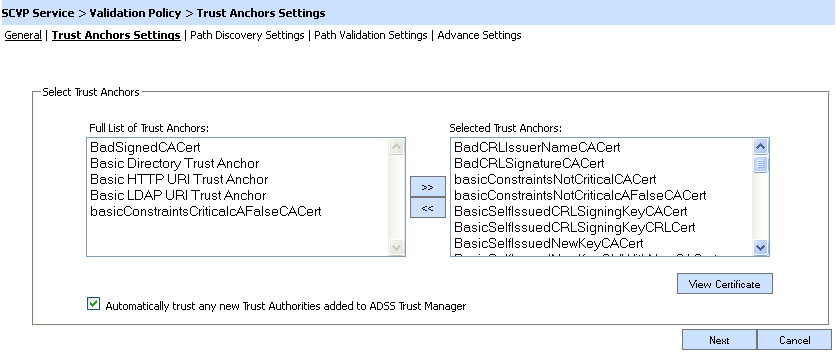 SCVP Service > Validation Policy > Trust Anchors Settings
General | Trust Anchors Settings | Path Discovery Settings | Path Validation Settings | Advance Settings
Select Trust Anchors
Full List of Trust Anchors:
BadSignedCACert
Basic Directory Trust Anchor
Basic HTTP URI Trust Anchor
Basic LDAP URI Trust Anchor
basicConstraintsCriticalcAFalseCACert
>>
<<
Selected Trust Anchors:
BadCRLIssuerNameCACert
BadCRLSignatureCACert
basicConstraintsNotCriticalCACert
basicConstraintsNotCriticalcAFalseCACert
BasicSelfIssuedCRLSigningKeyCACert
BasicSelfIssuedCRLSigningKeyCRLCert
BasicSelfIssuedNewKeyCACert
View Certificate
Automatically trust any new Trust Authorities added to ADSS Trust Manager
Next
Cancel